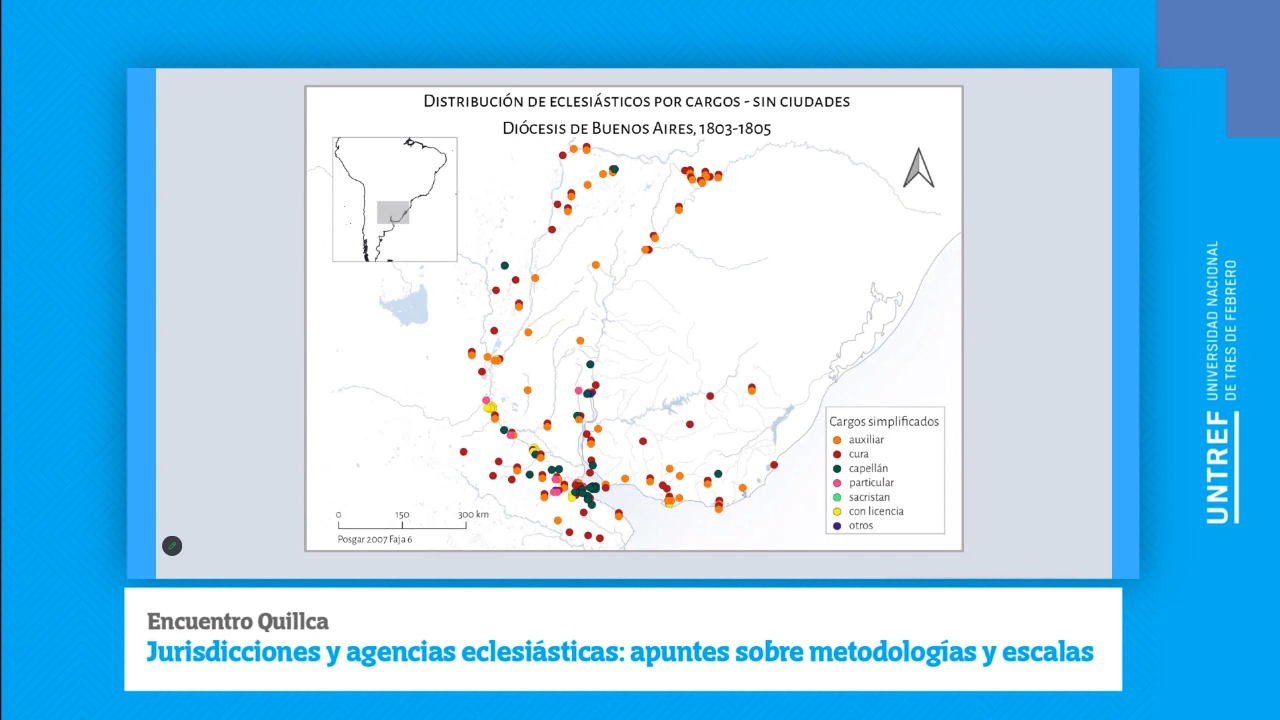 Distribución de eclesiásticos por cargos - sin ciudades
Diócesis de Buenos Aires, 1803-1805
Cargos simplificados
auxiliar
cura
capellán
particular
sacristan
con licencia
otros
0 150 300 km
Posgar 2007 Faja 6
UNTREF UNIVERSIDAD NACIONAL
DE TRES DE FEBRERO
Encuentro Quillca
Jurisdicciones y agencias eclesiásticas: apuntes sobre metodologías y escalas